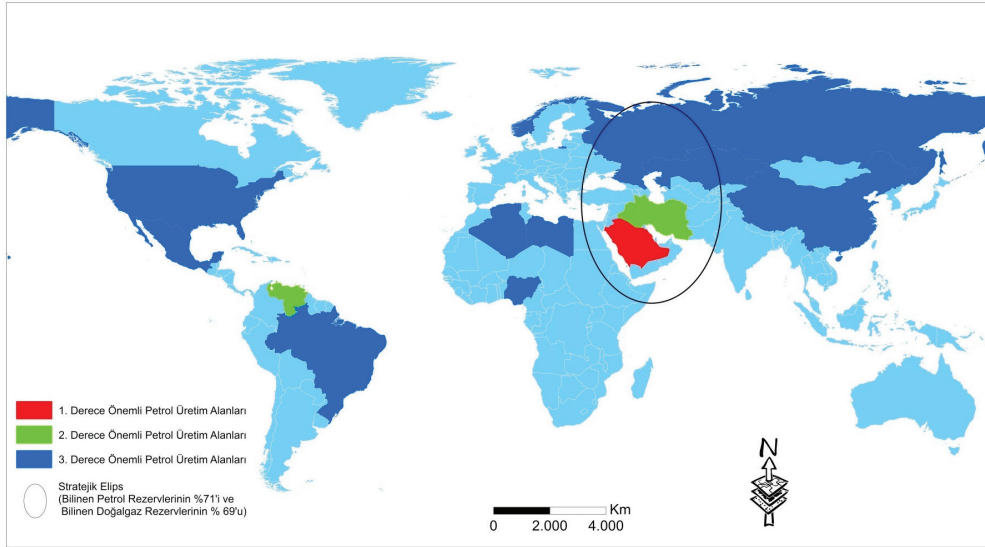 1. Derece Önemli Petrol Üretim Alanları
2. Derece Önemli Petrol Üretim Alanları
3. Derece Önemli Petrol Üretim Alanları
Stratejik Elips
(Bilinen Petrol Rezervlerinin %71'i ve
Bilinen Doğalgaz Rezervlerinin % 69'u)
N
Km
0 2.000 4.000